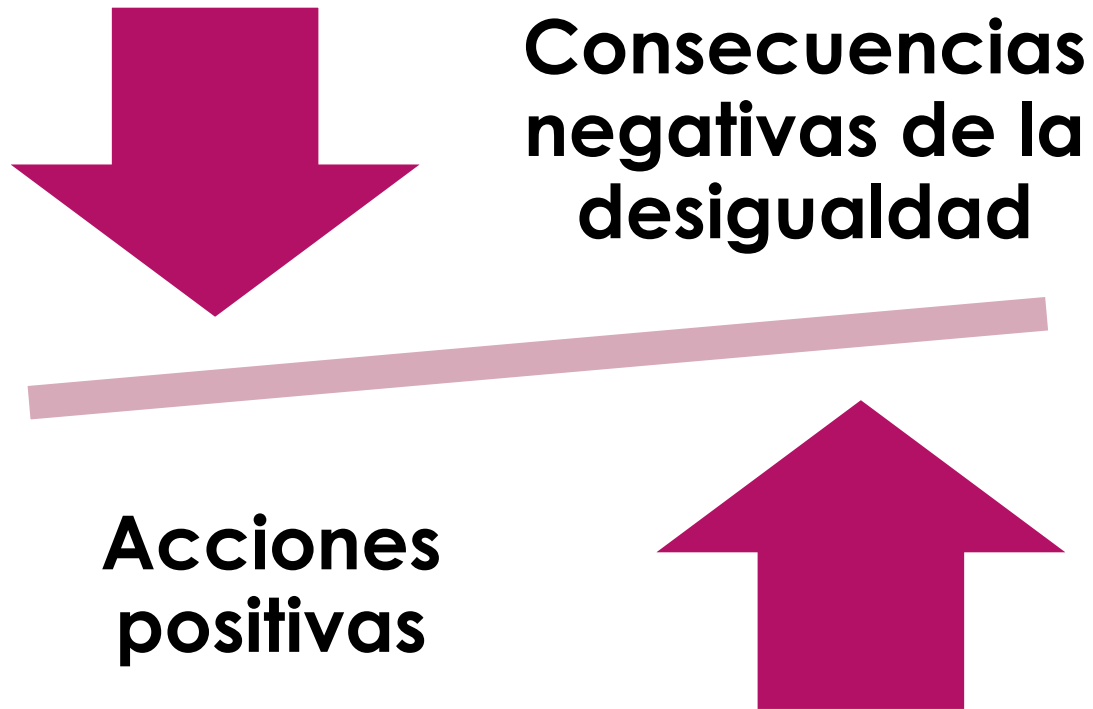 Consecuencias
negativas de la
desigualdad
Acciones
positivas